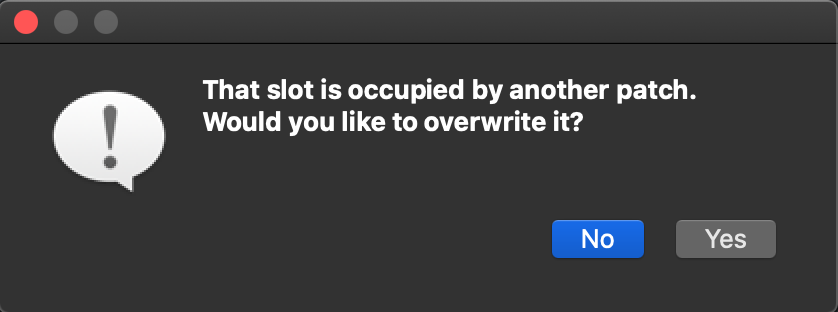 That slot is occupied by another patch.
Would you like to overwrite it?
No
Yes